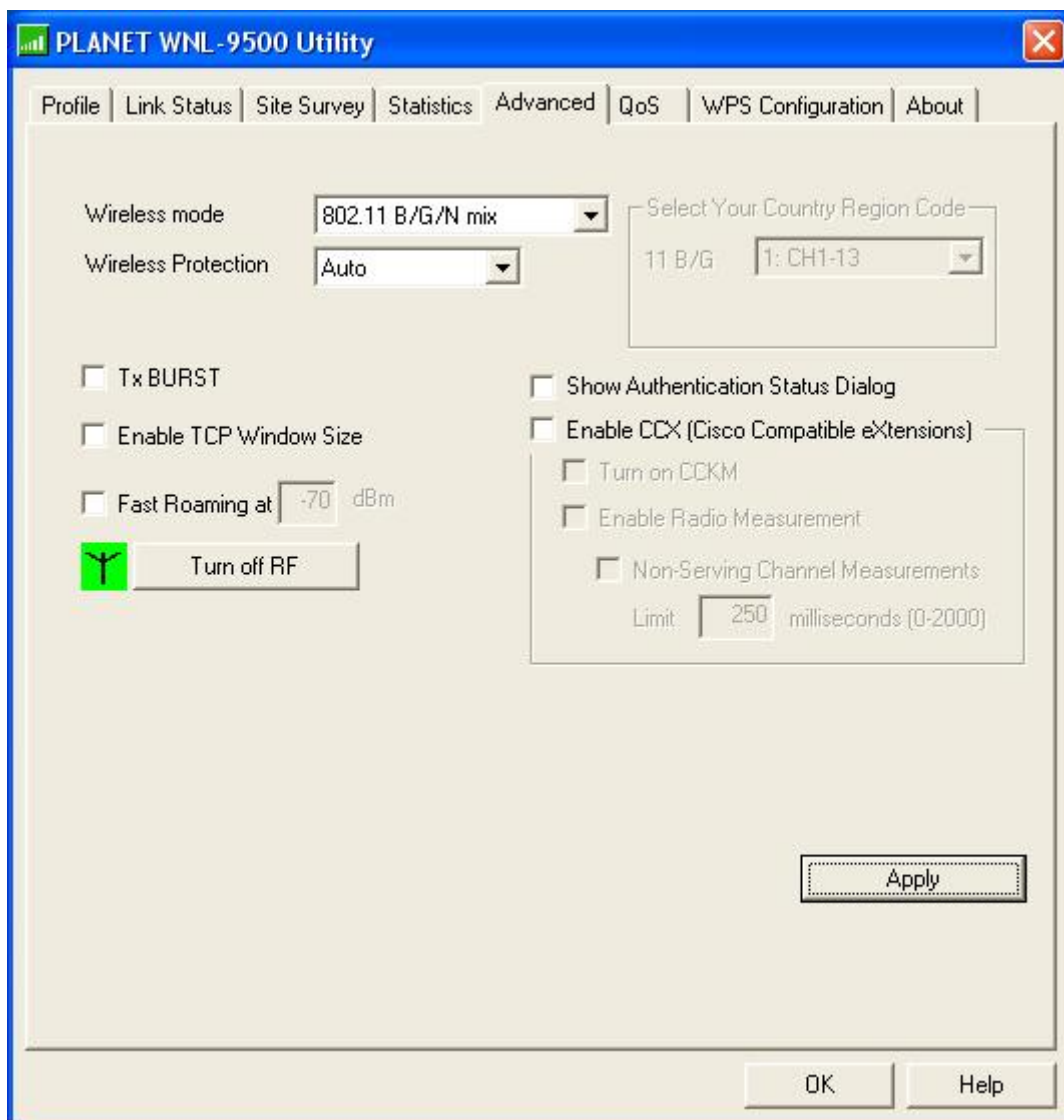 PLANET WNL-9500 Utility
Profile Link Status Site Survey Statistics Advanced QoS WPS Configuration About
Wireless mode 802.11 B/G/N mix
Wireless Protection Auto
Select Your Country Region Code
11 B/G 1: CH1-13
Tx BURST
Enable TCP Window Size
Fast Roaming at -70 dBm
Turn off RF
Show Authentication Status Dialog
Enable CCX (Cisco Compatible eXtensions)
Turn on CCKM
Enable Radio Measurement
Non-Serving Channel Measurements
Limit 250 milliseconds (0-2000)
Apply
OK Help